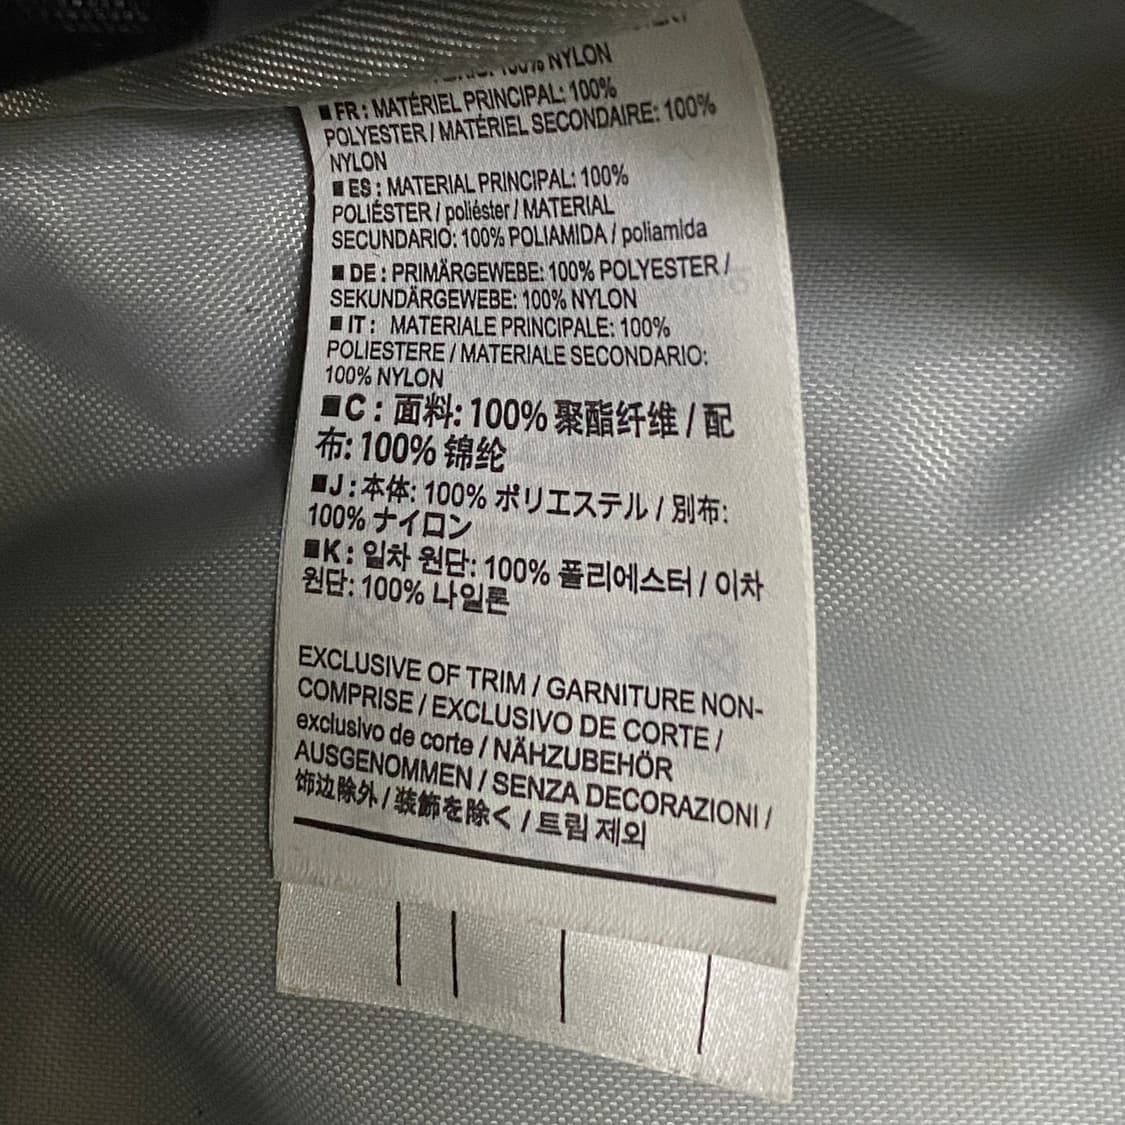 100% NYLON
■ FR : MATÉRIEL PRINCIPAL: 100%
POLYESTER / MATÉRIEL SECONDAIRE: 100%
NYLON
■ ES : MATERIAL PRINCIPAL: 100%
POLIÉSTER / poliéster / MATERIAL
SECUNDARIO: 100% POLIAMIDA / poliamida
■ DE : PRIMÄRGEWEBE: 100% POLYESTER /
SEKUNDÄRGEWEBE: 100% NYLON
■ IT : MATERIALE PRINCIPALE: 100%
POLIESTERE / MATERIALE SECONDARIO:
100% NYLON
■C : 面料: 100% 聚酯纤维 / 配
布: 100% 锦纶
■J : 本体: 100% ポリエステル / 別布:
100% ナイロン
■K : 일차 원단: 100% 폴리에스터 / 이차
원단: 100% 나일론
EXCLUSIVE OF TRIM / GARNITURE NON-
COMPRISE / EXCLUSIVO DE CORTE /
exclusivo de corte / NÄHZUBEHÖR
AUSGENOMMEN / SENZA DECORAZIONI /
饰边除外 / 装飾を除く / 트림 제외